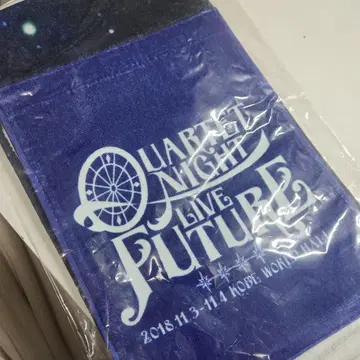 QUARTET
NIGHT
LIVE
FUTURE
2018.11.3-11.4 KOBE WORLD HALL